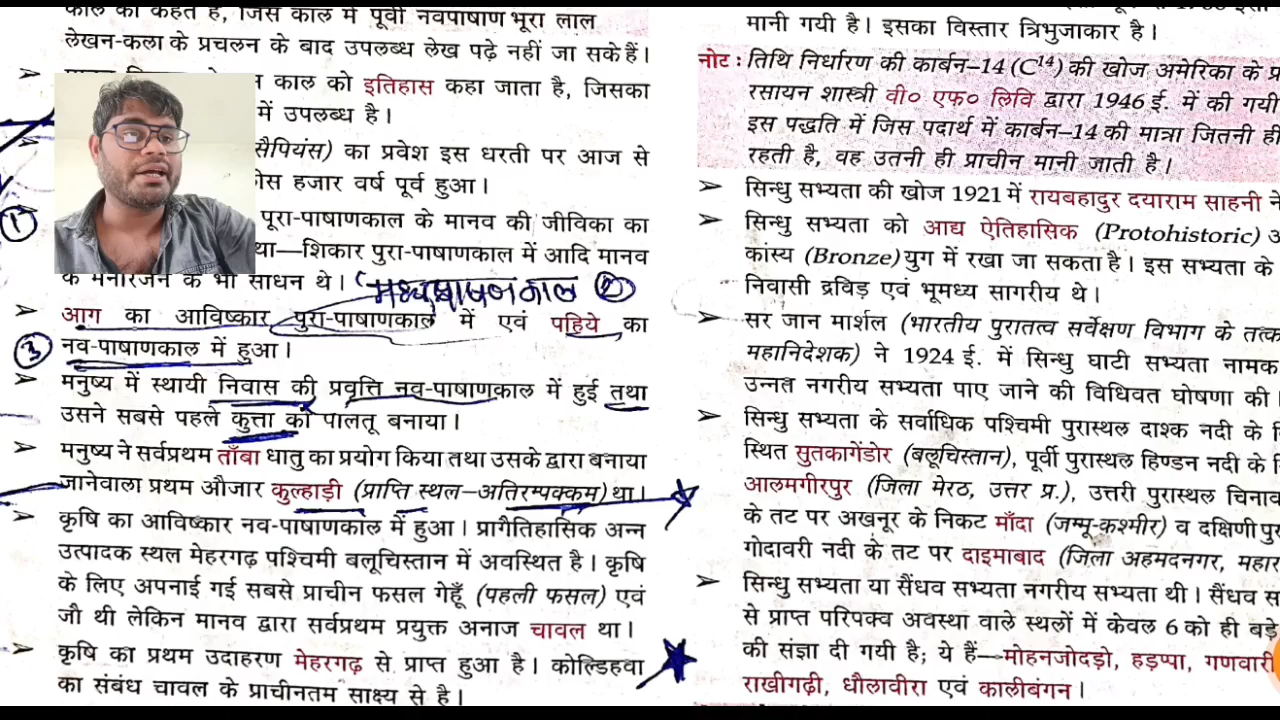 काल को कहते हैं, जिस काल में पूर्वी नवपाषाण भूरा लाल
लेखन-कला के प्रचलन के बाद उपलब्ध लेख पढ़े नहीं जा सके हैं।
काल को इतिहास कहा जाता है, जिसका
में उपलब्ध है।
सैपियंस) का प्रवेश इस धरती पर आज से
हजार वर्ष पूर्व हुआ।
①
पूरा-पाषाणकाल के मानव की जीविका का
था—शिकार पुरा-पाषाणकाल में आदि मानव
के मनोरंजन के भी साधन थे।
मध्यपाषाणकाल ②
➢ आग का आविष्कार पुरा-पाषाणकाल में एवं पहिये का
③ नव-पाषाणकाल में हुआ।
➢ मनुष्य में स्थायी निवास की प्रवृत्ति नव-पाषाणकाल में हुई तथा
उसने सबसे पहले कुत्ता को पालतू बनाया।
➢ मनुष्य ने सर्वप्रथम ताँबा धातु का प्रयोग किया तथा उसके द्वारा बनाया
जानेवाला प्रथम औजार कुल्हाड़ी (प्राप्ति स्थल–अतिरम्पक्कम) था।
➢ कृषि का आविष्कार नव-पाषाणकाल में हुआ। प्रागैतिहासिक अन्न
उत्पादक स्थल मेहरगढ़ पश्चिमी बलूचिस्तान में अवस्थित है। कृषि
के लिए अपनाई गई सबसे प्राचीन फसल गेहूँ (पहली फसल) एवं
जौ थी लेकिन मानव द्वारा सर्वप्रथम प्रयुक्त अनाज चावल था।
➢ कृषि का प्रथम उदाहरण मेहरगढ़ से प्राप्त हुआ है। कोल्डिहवा
का संबंध चावल के प्राचीनतम साक्ष्य से है।
मानी गयी है। इसका विस्तार त्रिभुजाकार है।
नोट : तिथि निर्धारण की कार्बन–14 (C¹⁴) की खोज अमेरिका के
रसायन शास्त्री वी० एफ० लिवि द्वारा 1946 ई. में की गयी
इस पद्धति में जिस पदार्थ में कार्बन–14 की मात्रा जितनी ही
रहती है, वह उतनी ही प्राचीन मानी जाती है।
➢ सिन्धु सभ्यता की खोज 1921 में रायबहादुर दयाराम साहनी ने
➢ सिन्धु सभ्यता को आद्य ऐतिहासिक (Protohistoric)
कांस्य (Bronze) युग में रखा जा सकता है। इस सभ्यता के
निवासी द्रविड़ एवं भूमध्य सागरीय थे।
➢ सर जान मार्शल (भारतीय पुरातत्व सर्वेक्षण विभाग के
महानिदेशक) ने 1924 ई. में सिन्धु घाटी सभ्यता नामक
उन्नत नगरीय सभ्यता पाए जाने की विधिवत घोषणा की।
➢ सिन्धु सभ्यता के सर्वाधिक पश्चिमी पुरास्थल दाश्क नदी के
स्थित सुतकागेंडोर (बलूचिस्तान), पूर्वी पुरास्थल हिण्डन नदी के
आलमगीरपुर (जिला मेरठ, उत्तर प्र.), उत्तरी पुरास्थल
के तट पर अखनूर के निकट माँदा (जम्मू-कश्मीर) व दक्षिणी
गोदावरी नदी के तट पर दाइमाबाद (जिला अहमदनगर,
➢ सिन्धु सभ्यता या सैंधव सभ्यता नगरीय सभ्यता थी। सैंधव
से प्राप्त परिपक्व अवस्था वाले स्थलों में केवल 6 को ही बड़े
की संज्ञा दी गयी है; ये हैं—मोहनजोदड़ो, हड़प्पा, गणवारी
राखीगढ़ी, धौलावीरा एवं कालीबंगन।